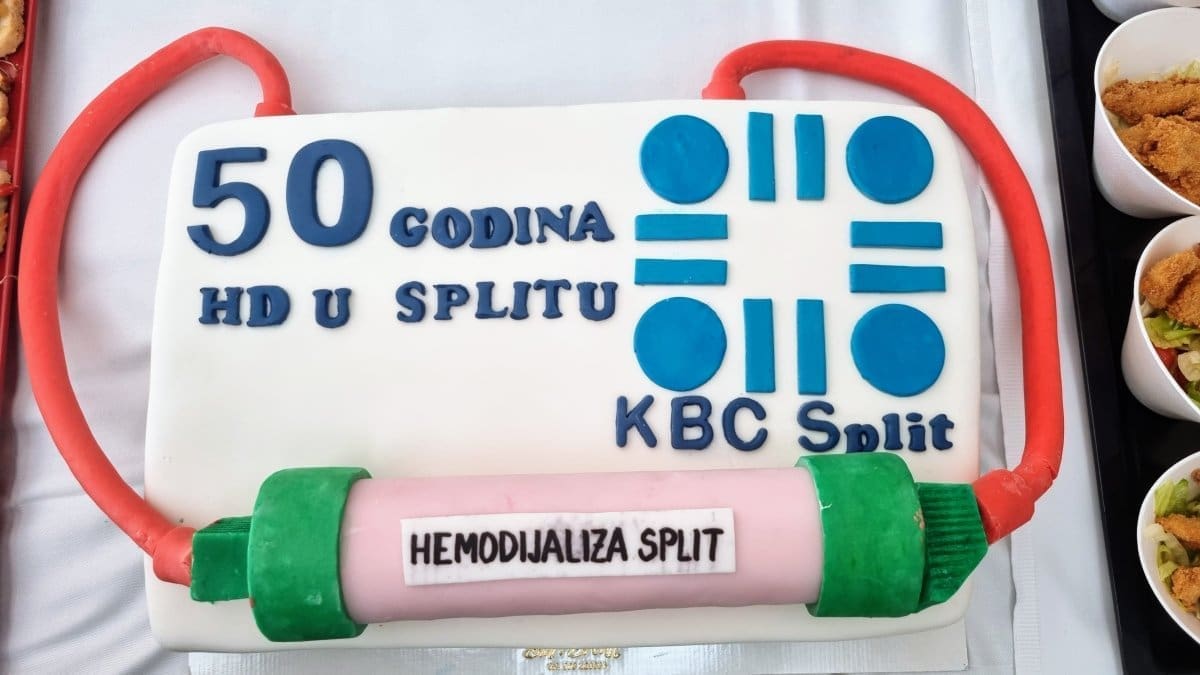 50 GODINA
HD U SPLITU
KBC Split
HEMODIJALIZA SPLIT